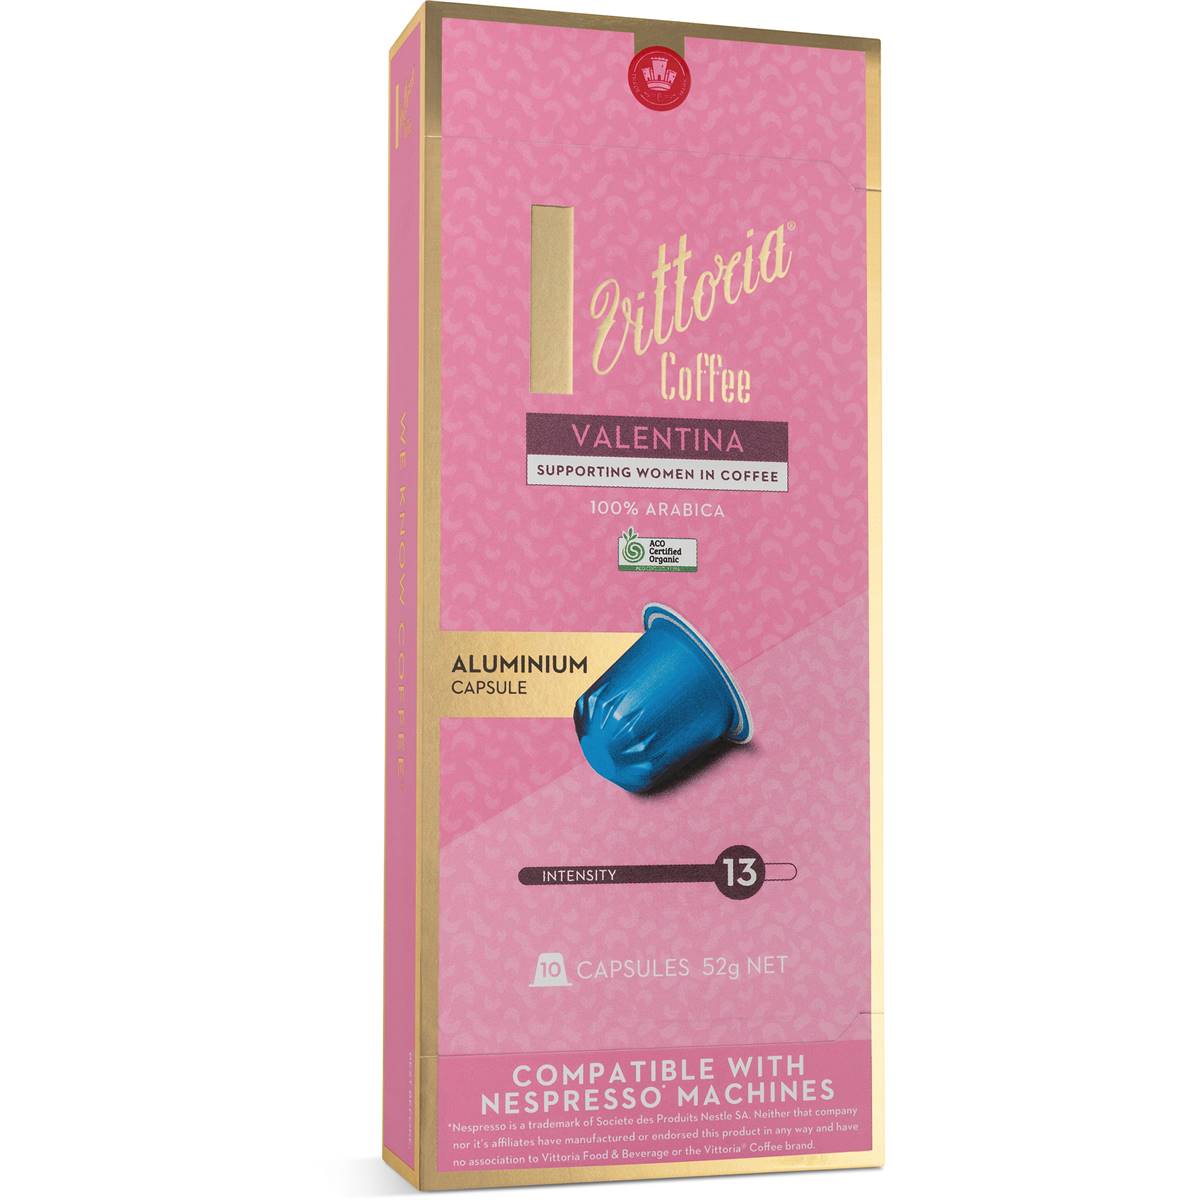 Vittoria®
Coffee
VALENTINA
SUPPORTING WOMEN IN COFFEE
100% ARABICA
ACO
Certified
Organic
ALUMINIUM
CAPSULE
INTENSITY
13
10 CAPSULES 52g NET
COMPATIBLE WITH
NESPRESSO* MACHINES
*Nespresso is a trademark of Societe des Produits Nestle SA. Neither that company
nor it's affiliates have manufactured or endorsed this product in any way and have
no association to Vittoria Food & Beverage or the Vittoria® Coffee brand.
WE KNOW COFFEE
BEST BEFORE